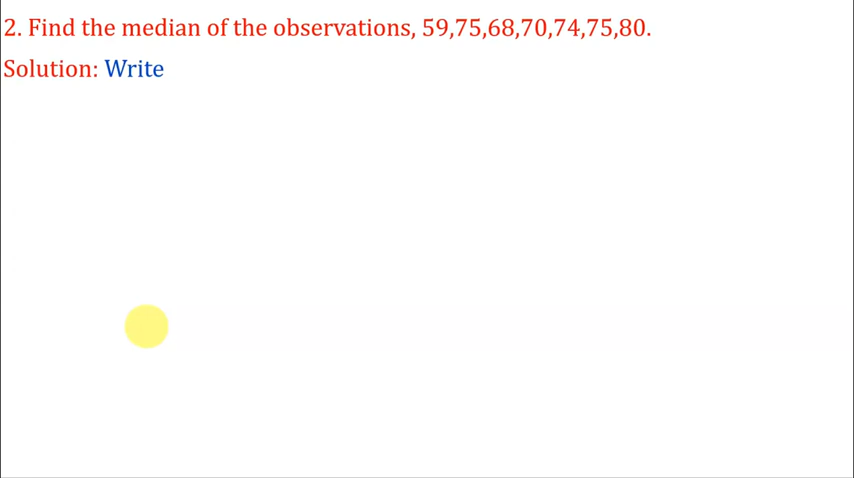 2. Find the median of the observations, 59,75,68,70,74,75,80.
Solution: Write